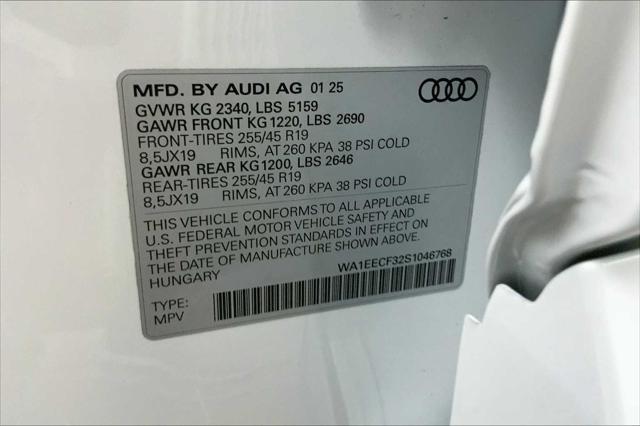 MFD. BY AUDI AG 01 25
GVWR KG 2340, LBS 5159
GAWR FRONT KG 1220, LBS 2690
FRONT-TIRES 255/45 R19
8,5JX19 RIMS, AT 260 KPA 38 PSI COLD
GAWR REAR KG1200, LBS 2646
REAR-TIRES 255/45 R19
8,5JX19 RIMS, AT 260 KPA 38 PSI COLD
THIS VEHICLE CONFORMS TO ALL APPLICABLE
U.S. FEDERAL MOTOR VEHICLE SAFETY AND
THEFT PREVENTION STANDARDS IN EFFECT ON
THE DATE OF MANUFACTURE SHOWN ABOVE.
HUNGARY
WA1EECF32S1046768
TYPE:
MPV